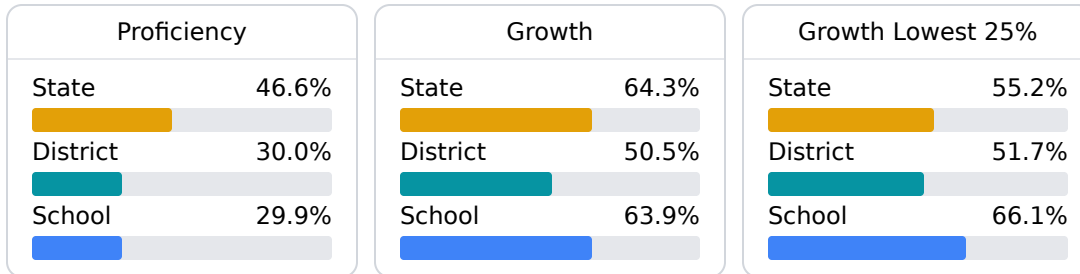 Proficiency
State 46.6%
District 30.0%
School 29.9%
Growth
State 64.3%
District 50.5%
School 63.9%
Growth Lowest 25%
State 55.2%
District 51.7%
School 66.1%